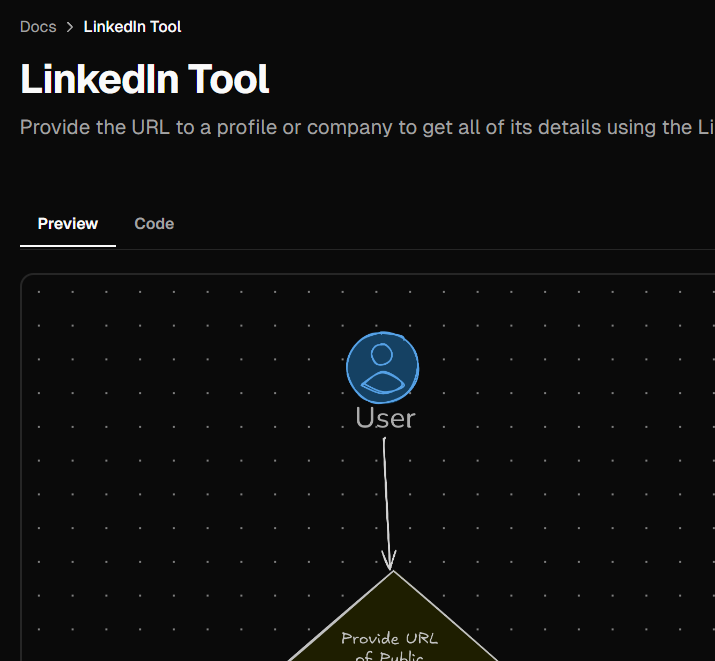 Docs > LinkedIn Tool
LinkedIn Tool
Provide the URL to a profile or company to get all of its details using the Li
Preview Code
User
Provide URL
of Public